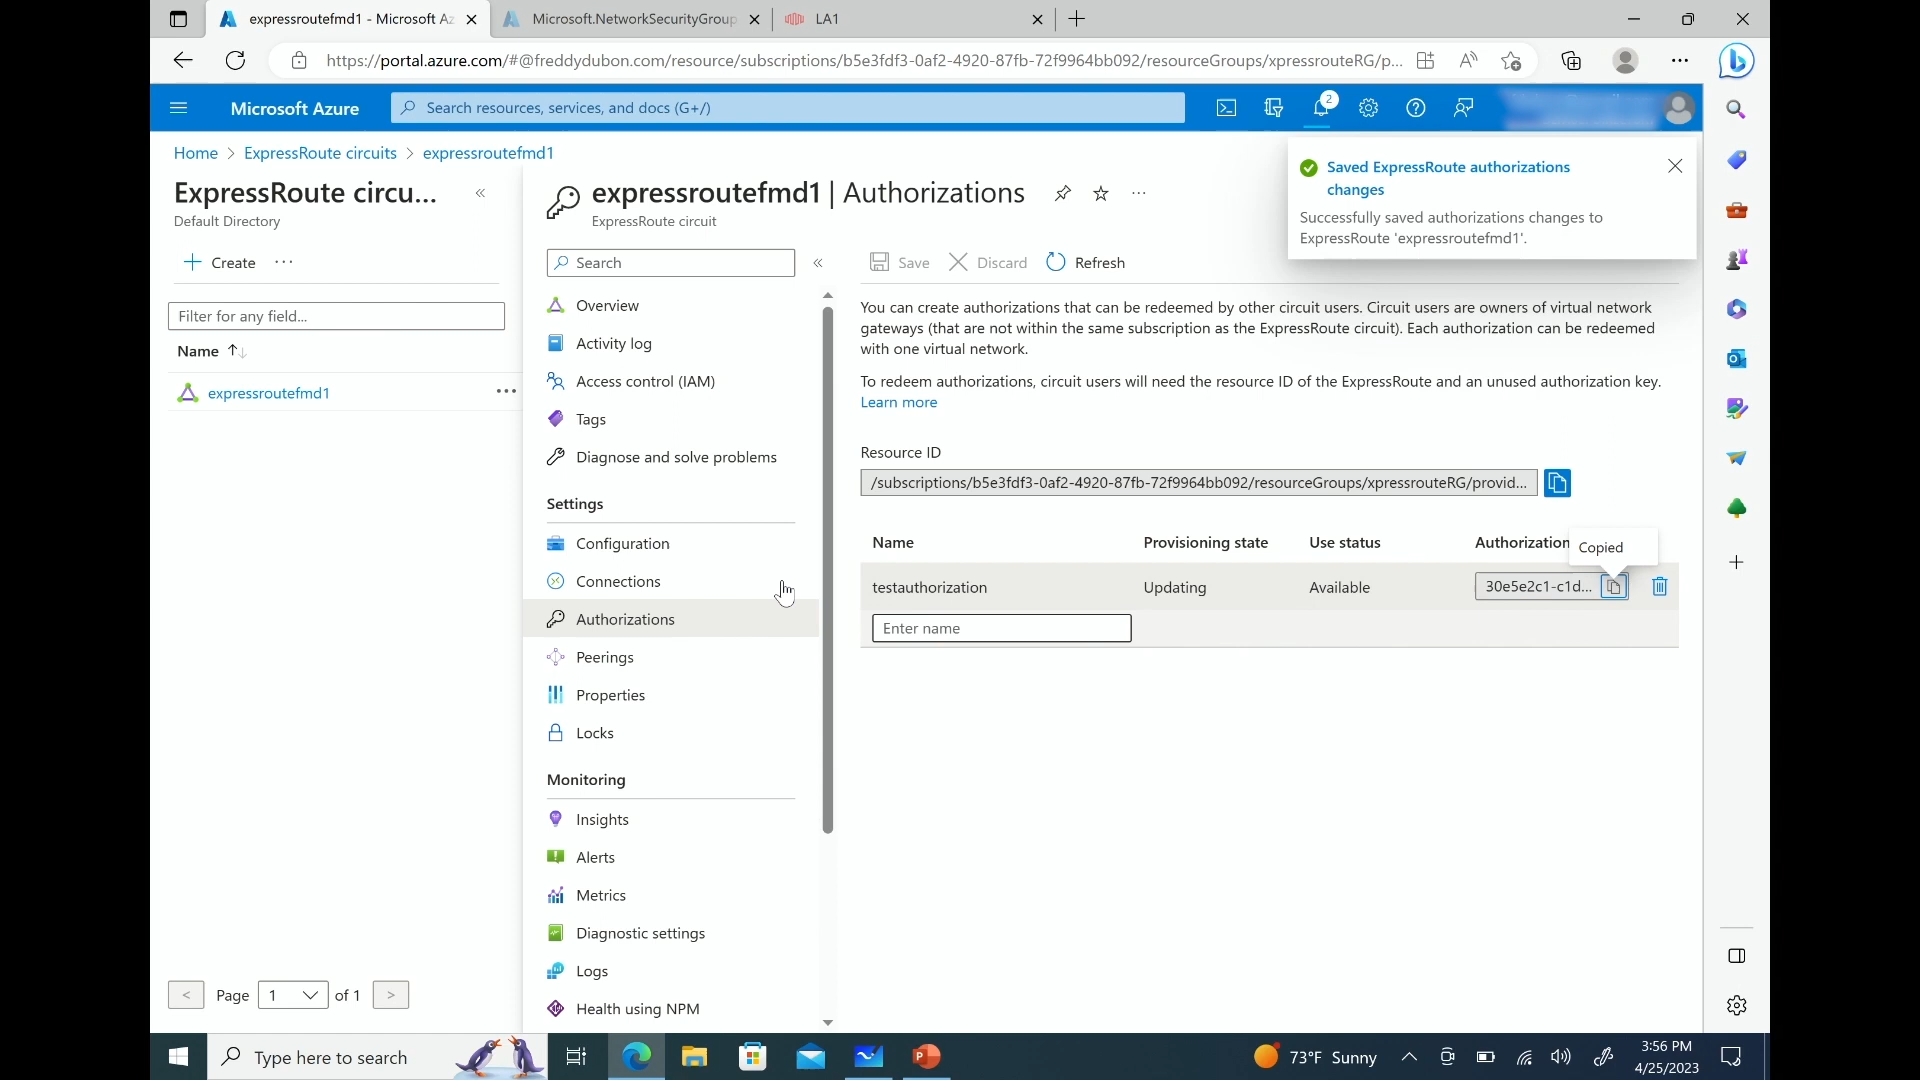 expressroutefmd1 - Microsoft Az
Microsoft.NetworkSecurityGroup
LA1
https://portal.azure.com/#@freddydubon.com/resource/subscriptions/b5e3fdf3-0af2-4920-87fb-72f9964bb092/resourceGroups/xpressrouteRG/p...
Microsoft Azure
Search resources, services, and docs (G+/)
2
Home > ExpressRoute circuits > expressroutefmd1
Saved ExpressRoute authorizations
changes
Successfully saved authorizations changes to
ExpressRoute 'expressroutefmd1'.
ExpressRoute circu...
Default Directory
Create
Filter for any field...
Name
expressroutefmd1
Page 1 of 1
expressroutefmd1 | Authorizations
ExpressRoute circuit
Search
Overview
Activity log
Access control (IAM)
Tags
Diagnose and solve problems
Settings
Configuration
Connections
Authorizations
Peerings
Properties
Locks
Monitoring
Insights
Alerts
Metrics
Diagnostic settings
Logs
Health using NPM
Save
Discard
Refresh
You can create authorizations that can be redeemed by other circuit users. Circuit users are owners of virtual network
gateways (that are not within the same subscription as the ExpressRoute circuit). Each authorization can be redeemed
with one virtual network.
To redeem authorizations, circuit users will need the resource ID of the ExpressRoute and an unused authorization key.
Learn more
Resource ID
/subscriptions/b5e3fdf3-0af2-4920-87fb-72f9964bb092/resourceGroups/xpressrouteRG/provid...
Name Provisioning state Use status Authorization
Copied
testauthorization Updating Available 30e5e2c1-c1d...
Enter name
Type here to search
73°F Sunny
3:56 PM
4/25/2023